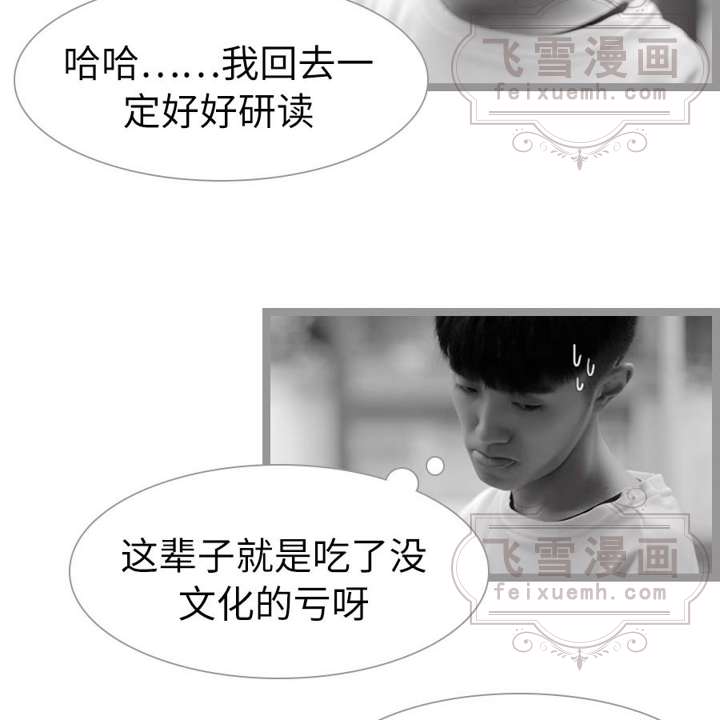 飞雪漫画
feixuemh.com
哈哈……我回去一
定好好研读
这辈子就是吃了没
文化的亏呀
飞雪漫画
feixuemh.com